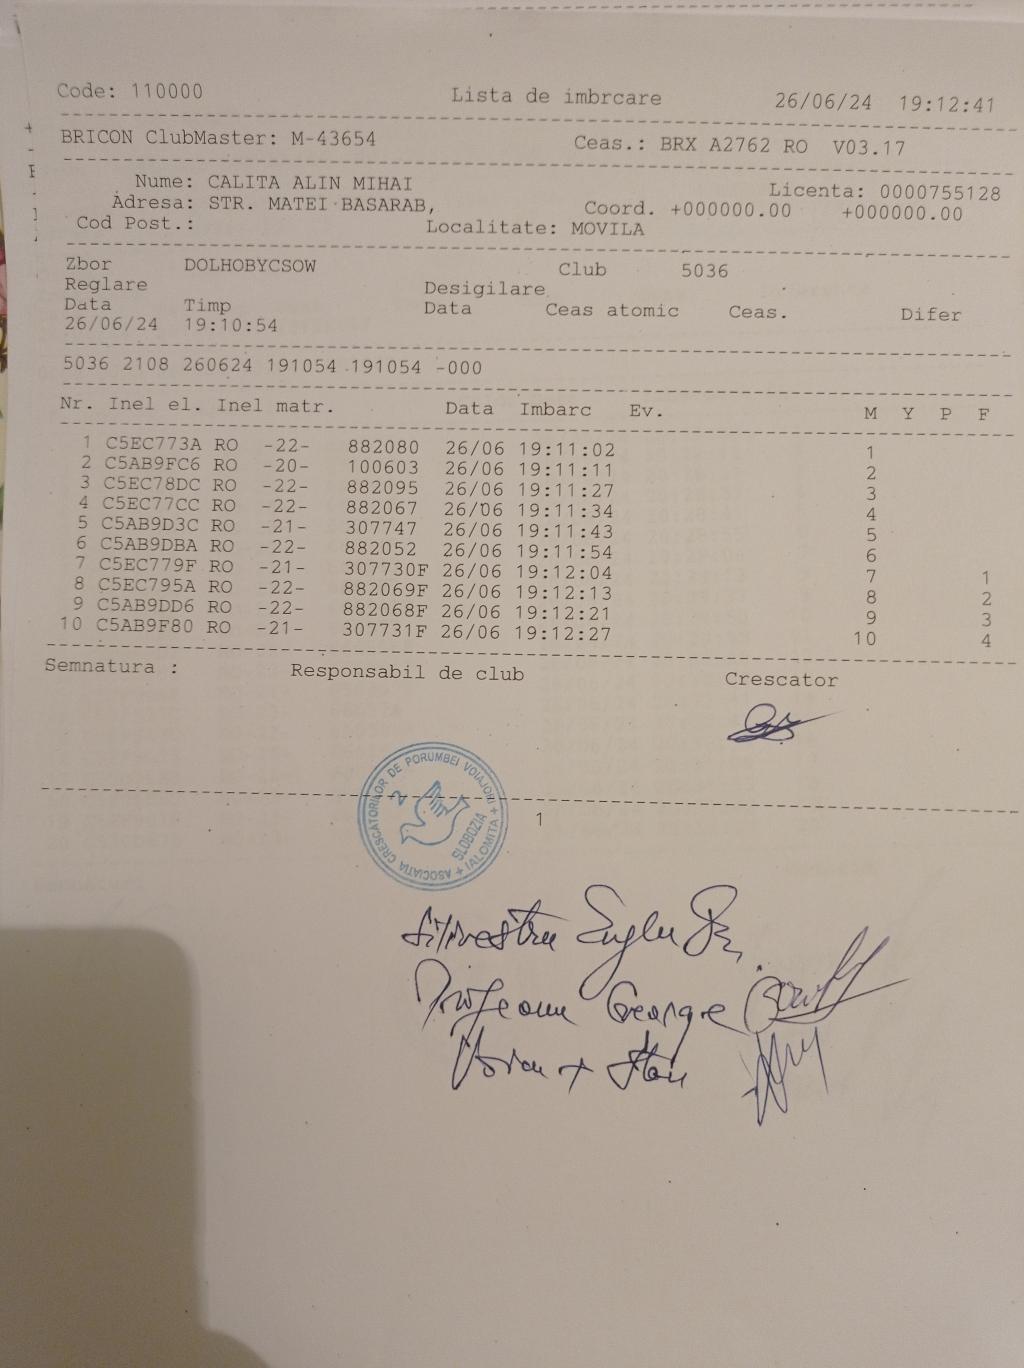 Code: 110000 Lista de imbrcare 26/06/24 19:12:41
BRICON ClubMaster: M-43654 Ceas.: BRX A2762 RO V03.17
Nume: CALITA ALIN MIHAI Licenta: 0000755128
Adresa: STR. MATEI BASARAB, Coord. +000000.00 +000000.00
Cod Post.: Localitate: MOVILA
Zbor DOLHOBYCSOW Club 5036
Reglare Desigilare
Data Timp Data Ceas atomic Ceas. Difer
26/06/24 19:10:54
5036 2108 260624 191054 191054 -000
Nr. Inel el. Inel matr. Data Imbarc Ev. M Y P F
1 C5EC773A RO -22- 882080 26/06 19:11:02 1
2 C5AB9FC6 RO -20- 100603 26/06 19:11:11 2
3 C5EC78DC RO -22- 882095 26/06 19:11:27 3
4 C5EC77CC RO -22- 882067 26/06 19:11:34 4
5 C5AB9D3C RO -21- 307747 26/06 19:11:43 5
6 C5AB9DBA RO -22- 882052 26/06 19:11:54 6
7 C5EC779F RO -21- 307730F 26/06 19:12:04 7 1
8 C5EC795A RO -22- 882069F 26/06 19:12:13 8 2
9 C5AB9DD6 RO -22- 882068F 26/06 19:12:21 9 3
10 C5AB9F80 RO -21- 307731F 26/06 19:12:27 10 4
Semnatura : Responsabil de club Crescator
ASOCIATIA CRESCATORILOR DE PORUMBEI VOIAJORI + IALOMITA +
2
SLOBOZIA
1
Silivestru
George
Stan